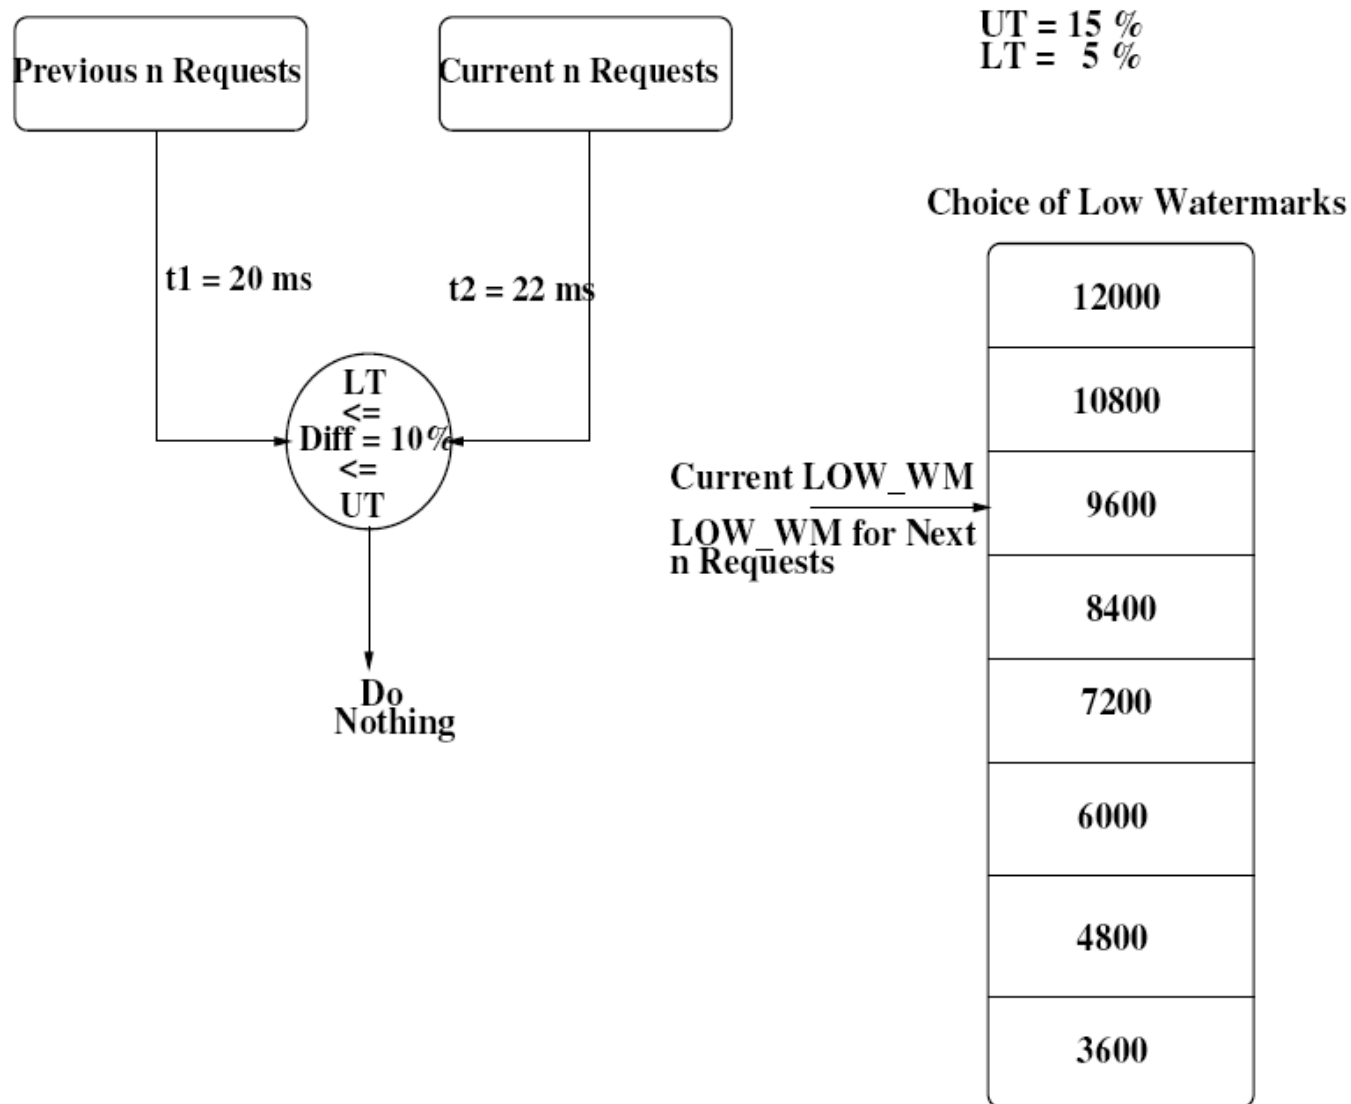 Previous n Requests
Current n Requests
UT = 15 %
LT = 5 %
Choice of Low Watermarks
t1 = 20 ms
t2 = 22 ms
LT
<=
Diff = 10%
<=
UT
Do
Nothing
Current LOW_WM
LOW_WM for Next
n Requests
12000
10800
9600
8400
7200
6000
4800
3600